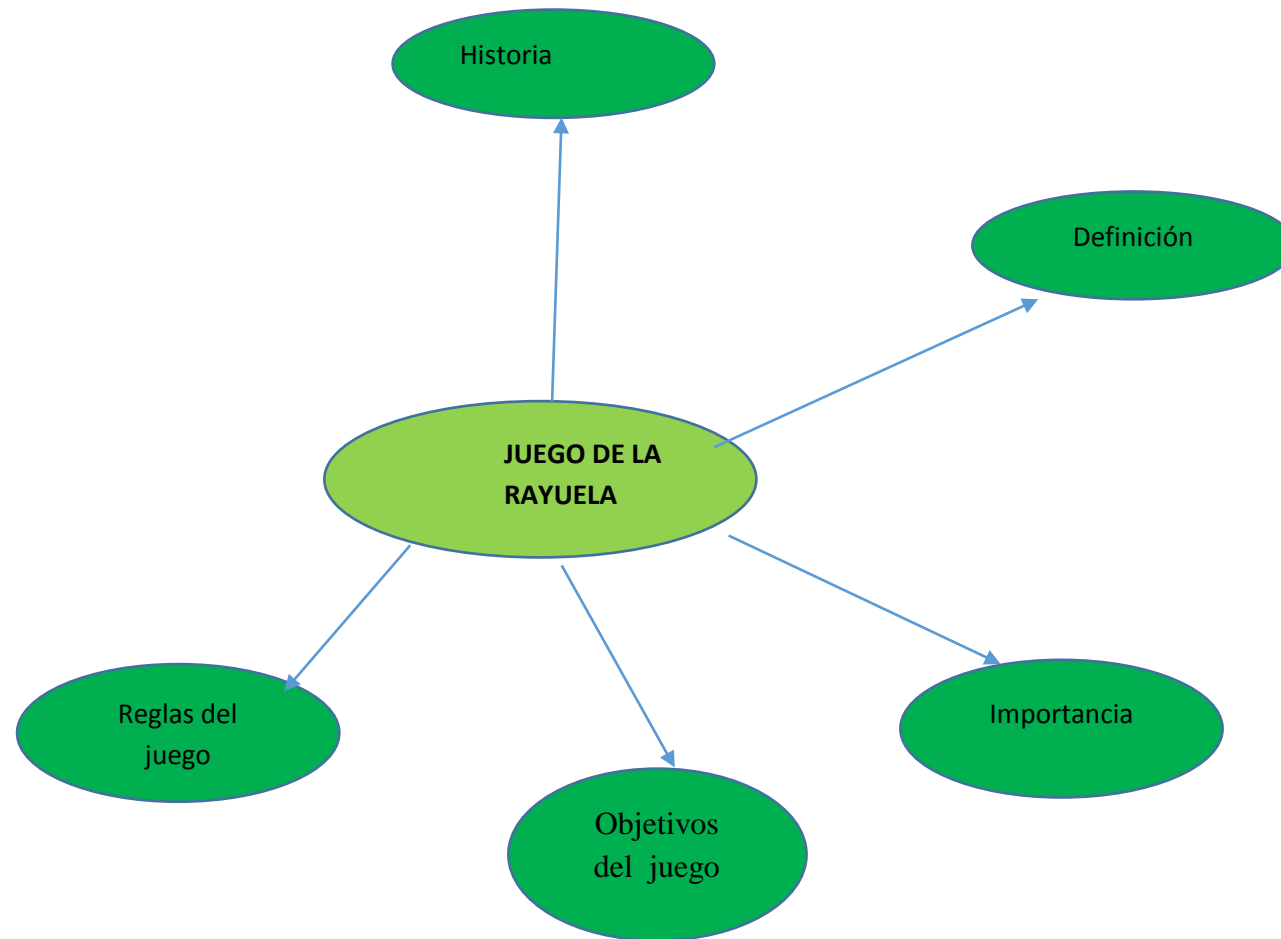 Historia
Definición
JUEGO DE LA
RAYUELA
Reglas del
juego
Importancia
Objetivos
del juego